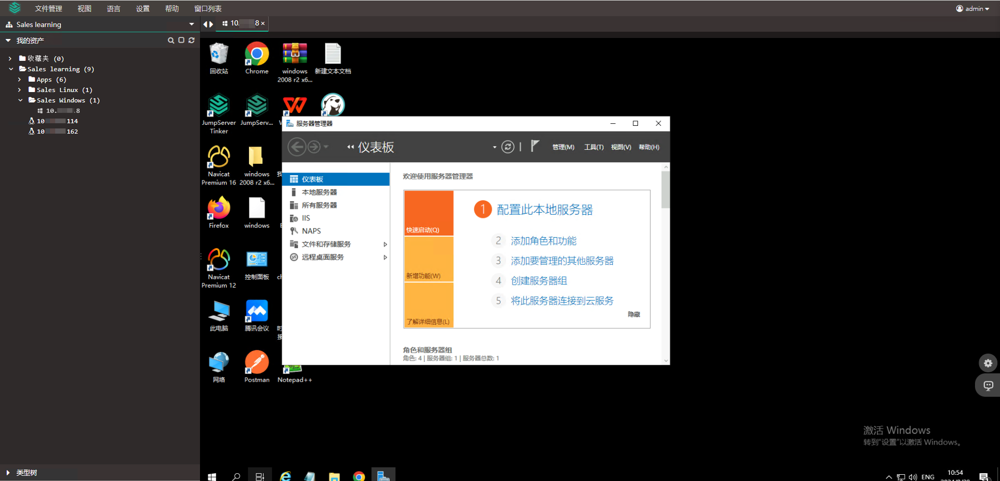 文件管理 视图 语言 设置 帮助 窗口列表 admin
Sales learning
10. 8 ×
我的资产
收藏夹 (0)
Sales learning (9)
Apps (6)
Sales Linux (1)
Sales Windows (1)
10. .8
10 114
10 162
类型树
回收站
Chrome
windows
2008 r2 x6...
新建文本文档
JumpServer
Tinker
JumpServ...
Navicat
Premium 16
windows
2008 r2 x6...
Firefox
windows
Navicat
Premium 12
控制面板
此电脑
腾讯会议
网络
Postman
Notepad++
服务器管理器
仪表板
管理(M) 工具(T) 视图(V) 帮助(H)
仪表板
本地服务器
所有服务器
IIS
NAPS
文件和存储服务
远程桌面服务
欢迎使用服务器管理器
快速启动(Q)
新增功能(W)
了解详细信息(L)
1 配置此本地服务器
2 添加角色和功能
3 添加要管理的其他服务器
4 创建服务器组
5 将此服务器连接到云服务
隐藏
角色和服务器组
角色: 4 | 服务器组: 1 | 服务器总数: 1
激活 Windows
转到“设置”以激活 Windows。
ENG
10:54